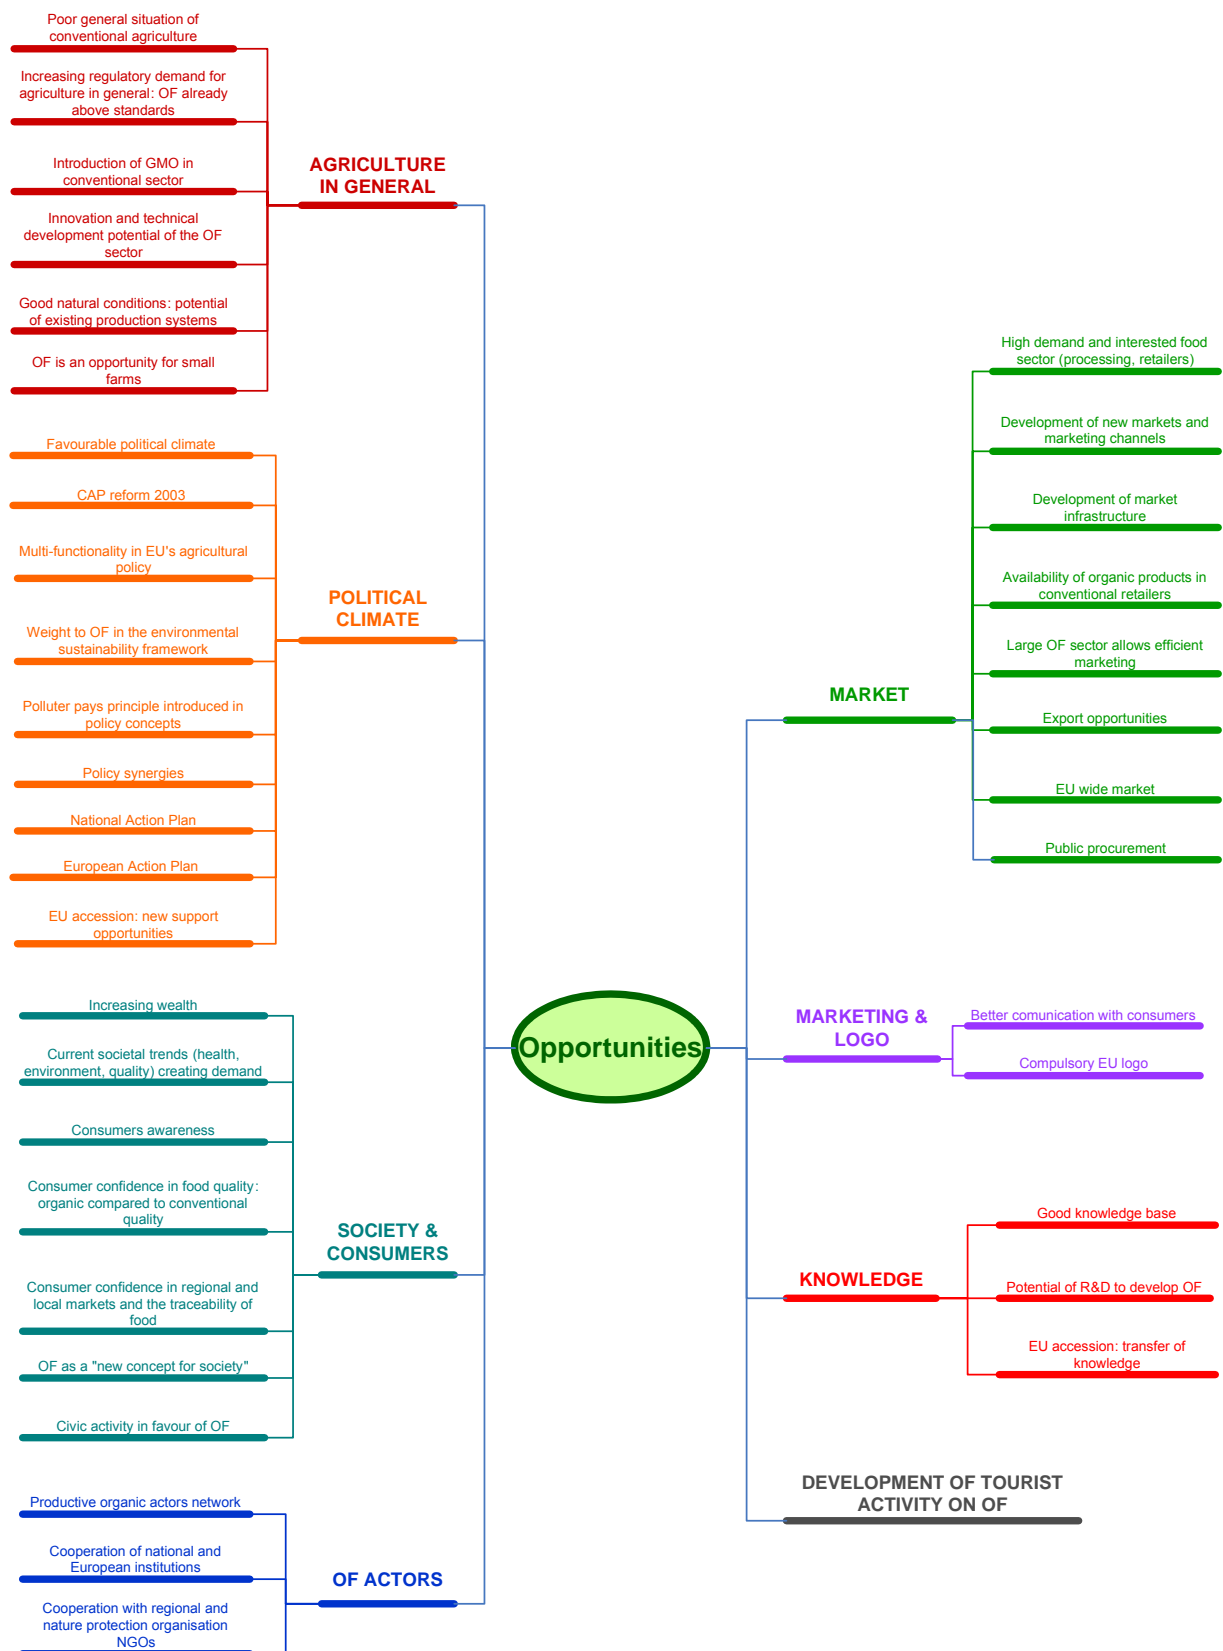 Poor general situation of
conventional agriculture
Increasing regulatory demand for
agriculture in general: OF already
above standards
Introduction of GMO in
conventional sector
Innovation and technical
development potential of the OF
sector
Good natural conditions: potential
of existing production systems
OF is an opportunity for small
farms
AGRICULTURE
IN GENERAL
Favourable political climate
CAP reform 2003
Multi-functionality in EU's agricultural
policy
Weight to OF in the environmental
sustainability framework
Polluter pays principle introduced in
policy concepts
Policy synergies
National Action Plan
European Action Plan
EU accession: new support
opportunities
POLITICAL
CLIMATE
Increasing wealth
Current societal trends (health,
environment, quality) creating demand
Consumers awareness
Consumer confidence in food quality:
organic compared to conventional
quality
Consumer confidence in regional and
local markets and the traceability of
food
OF as a "new concept for society"
Civic activity in favour of OF
SOCIETY &
CONSUMERS
Productive organic actors network
Cooperation of national and
European institutions
Cooperation with regional and
nature protection organisation
NGOs
OF ACTORS
Opportunities
MARKET
High demand and interested food
sector (processing, retailers)
Development of new markets and
marketing channels
Development of market
infrastructure
Availability of organic products in
conventional retailers
Large OF sector allows efficient
marketing
Export opportunities
EU wide market
Public procurement
MARKETING &
LOGO
Better comunication with consumers
Compulsory EU logo
KNOWLEDGE
Good knowledge base
Potential of R&D to develop OF
EU accession: transfer of
knowledge
DEVELOPMENT OF TOURIST
ACTIVITY ON OF